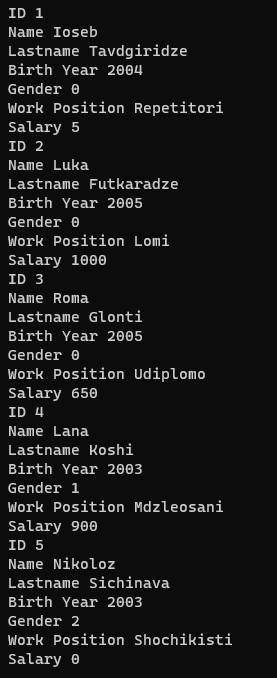 ID 1
Name Ioseb
Lastname Tavdgiridze
Birth Year 2004
Gender 0
Work Position Repetitori
Salary 5
ID 2
Name Luka
Lastname Futkaradze
Birth Year 2005
Gender 0
Work Position Lomi
Salary 1000
ID 3
Name Roma
Lastname Glonti
Birth Year 2005
Gender 0
Work Position Udiplomo
Salary 650
ID 4
Name Lana
Lastname Koshi
Birth Year 2003
Gender 1
Work Position Mdzleosani
Salary 900
ID 5
Name Nikoloz
Lastname Sichinava
Birth Year 2003
Gender 2
Work Position Shochikisti
Salary 0